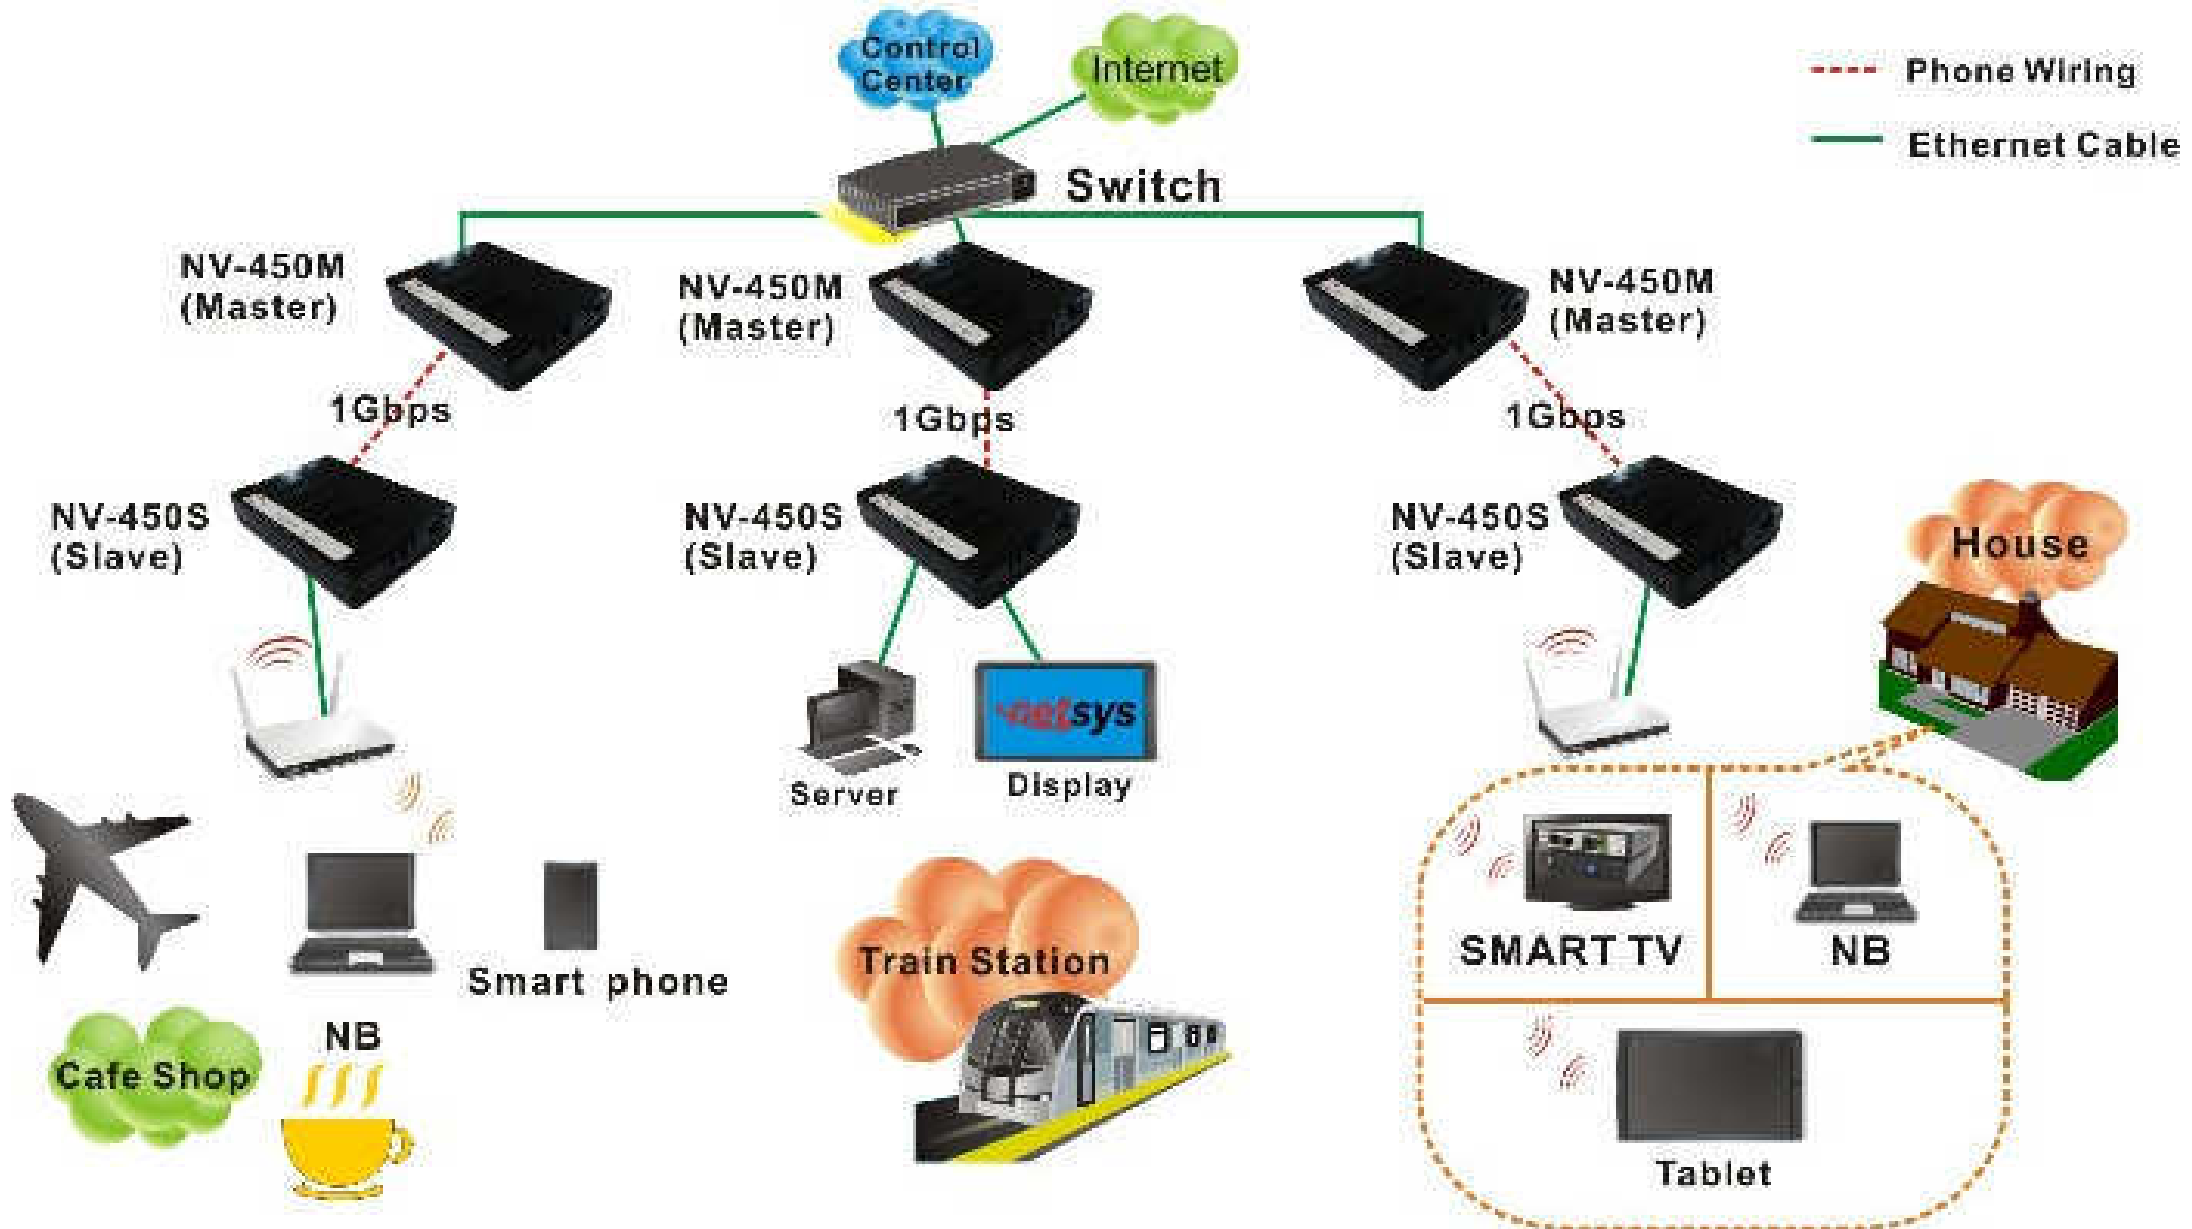 Control
Center
Internet
Phone Wiring
Ethernet Cable
Switch
NV-450M
(Master)
NV-450M
(Master)
NV-450M
(Master)
1Gbps
1Gbps
1Gbps
NV-450S
(Slave)
NV-450S
(Slave)
NV-450S
(Slave)
House
netsys
Server
Display
SMART TV
NB
Smart phone
Train Station
NB
Cafe Shop
Tablet